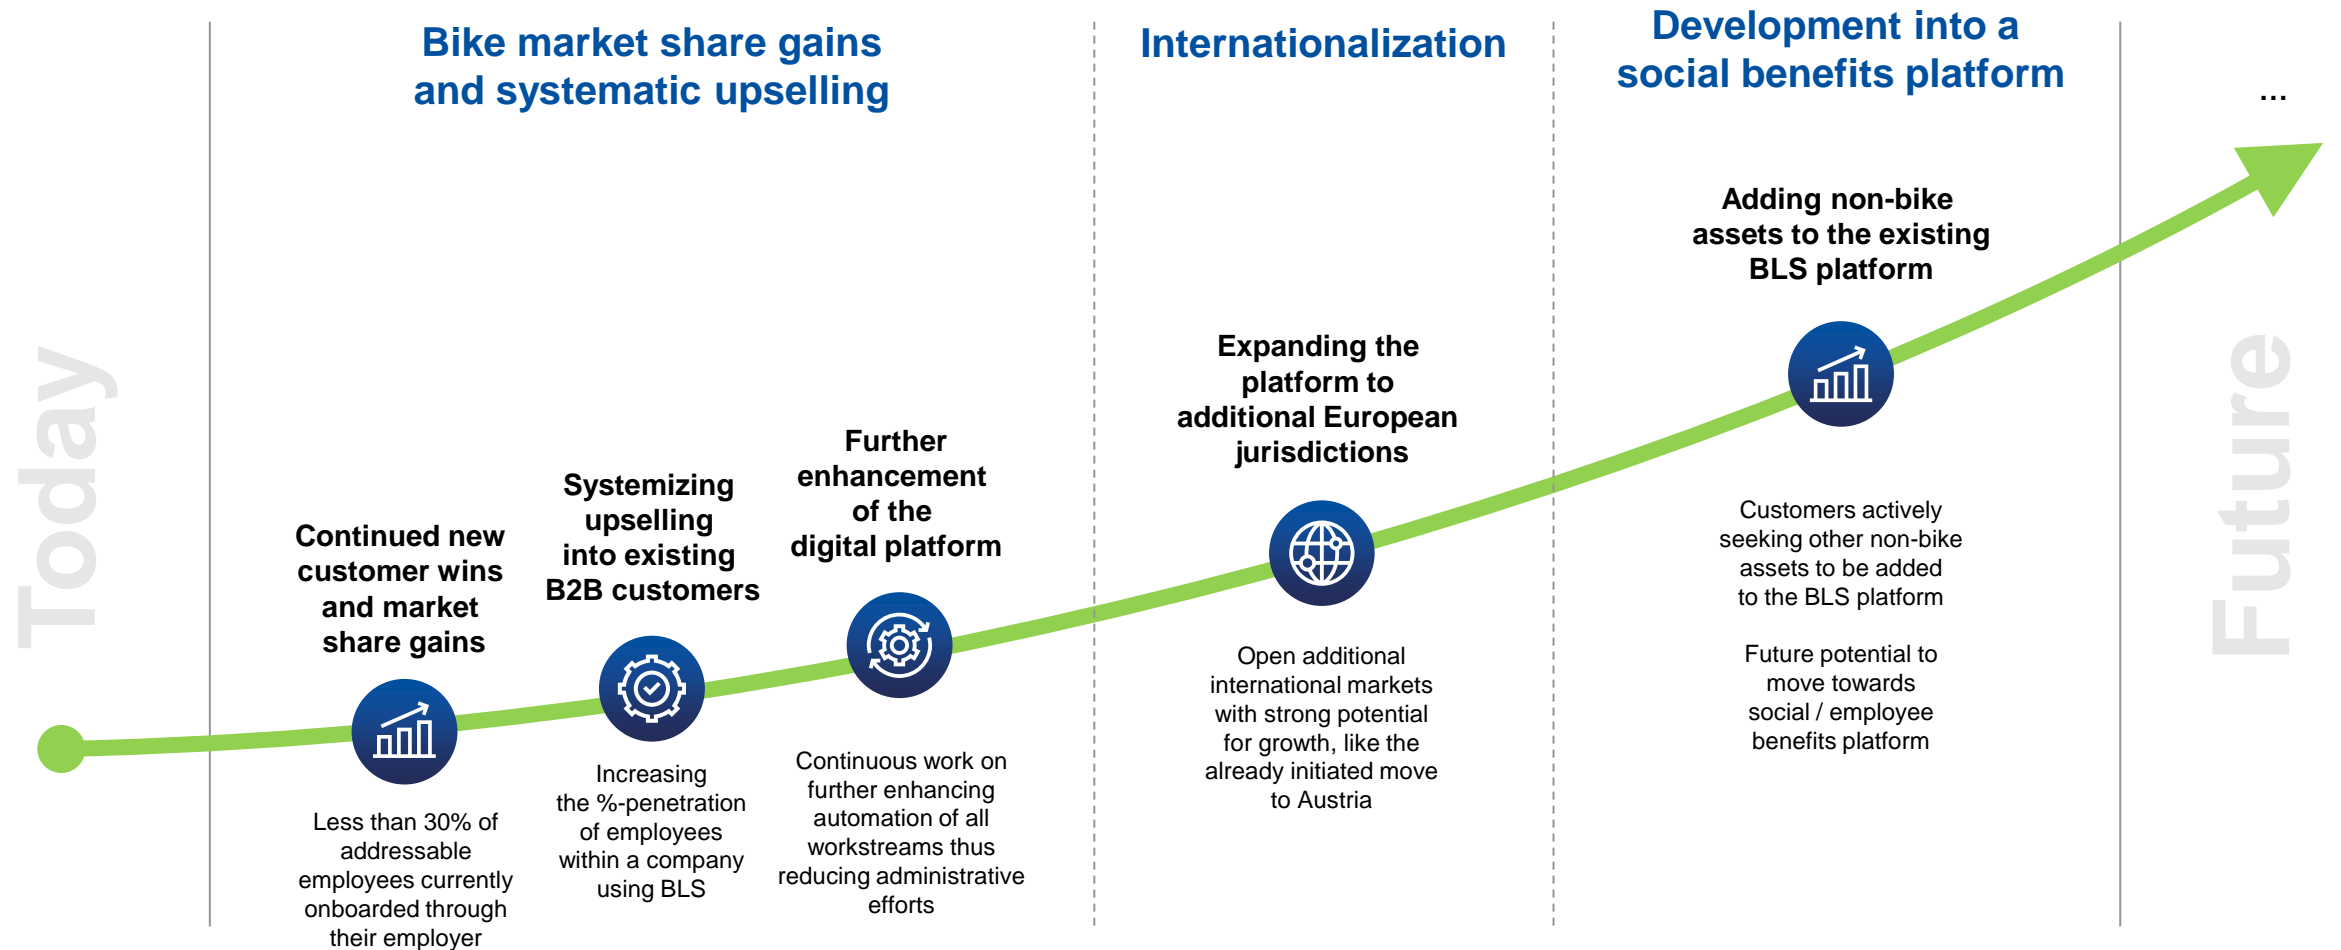 Today
Bike market share gains
and systematic upselling
Continued new
customer wins
and market
share gains
Less than 30% of
addressable
employees currently
onboarded through
their employer
Systemizing
upselling
into existing
B2B customers
Increasing
the %-penetration
of employees
within a company
using BLS
Further
enhancement
of the
digital platform
Continuous work on
further enhancing
automation of all
workstreams thus
reducing administrative
efforts
Internationalization
Expanding the
platform to
additional European
jurisdictions
Open additional
international markets
with strong potential
for growth, like the
already initiated move
to Austria
Development into a
social benefits platform
Adding non-bike
assets to the existing
BLS platform
Customers actively
seeking other non-bike
assets to be added
to the BLS platform
Future potential to
move towards
social / employee
benefits platform
...
Future